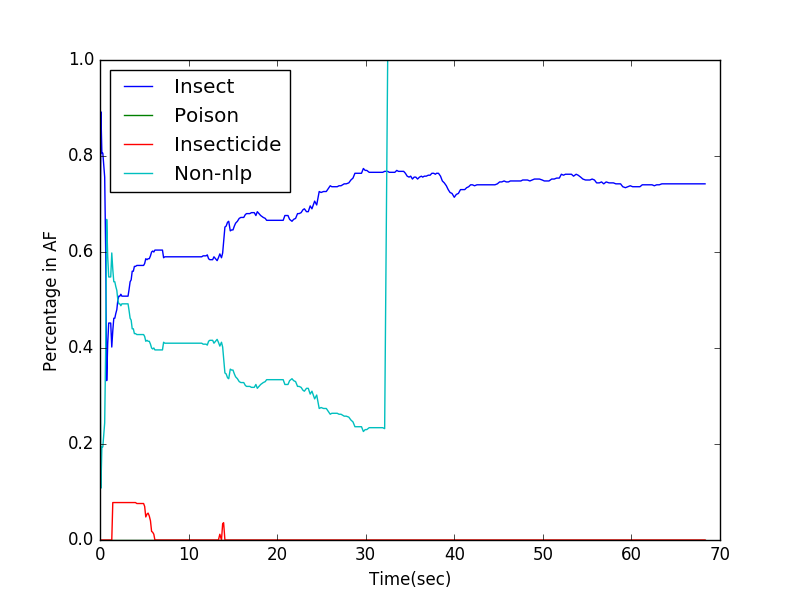 1.0
0.8
0.6
0.4
0.2
0.0
Percentage in AF
Insect
Poison
Insecticide
Non-nlp
0 10 20 30 40 50 60 70
Time(sec)